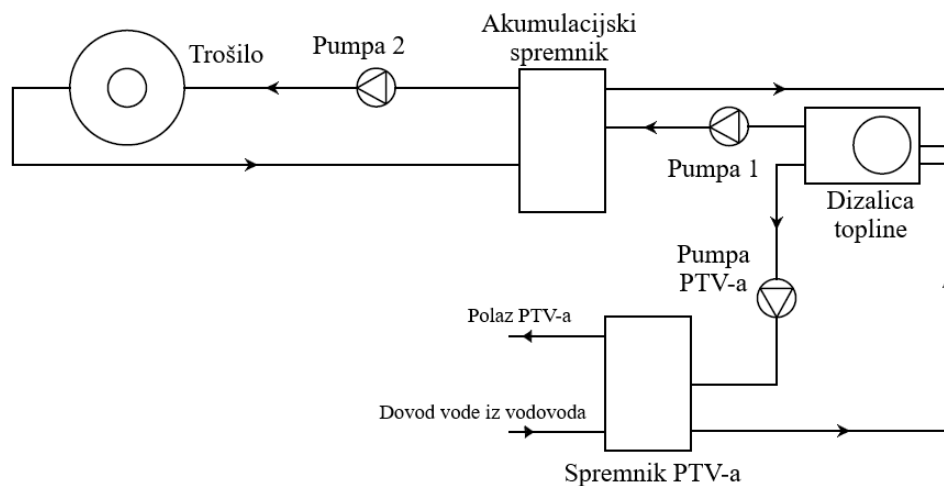 Akumulacijski
spremnik
Trošilo
Pumpa 2
Pumpa 1
Dizalica
topline
Pumpa
PTV-a
Polaz PTV-a
Dovod vode iz vodovoda
Spremnik PTV-a